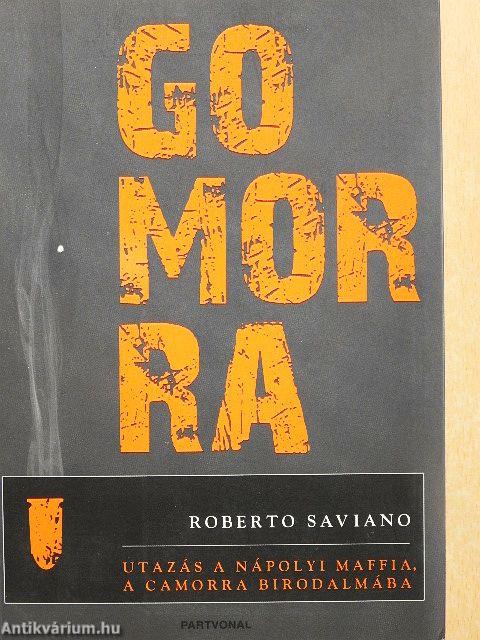 GO
MOR
RA
ROBERTO SAVIANO
UTAZÁS A NÁPOLYI MAFFIA,
A CAMORRA BIRODALMÁBA
Antikvárium.hu
PARTVONAL